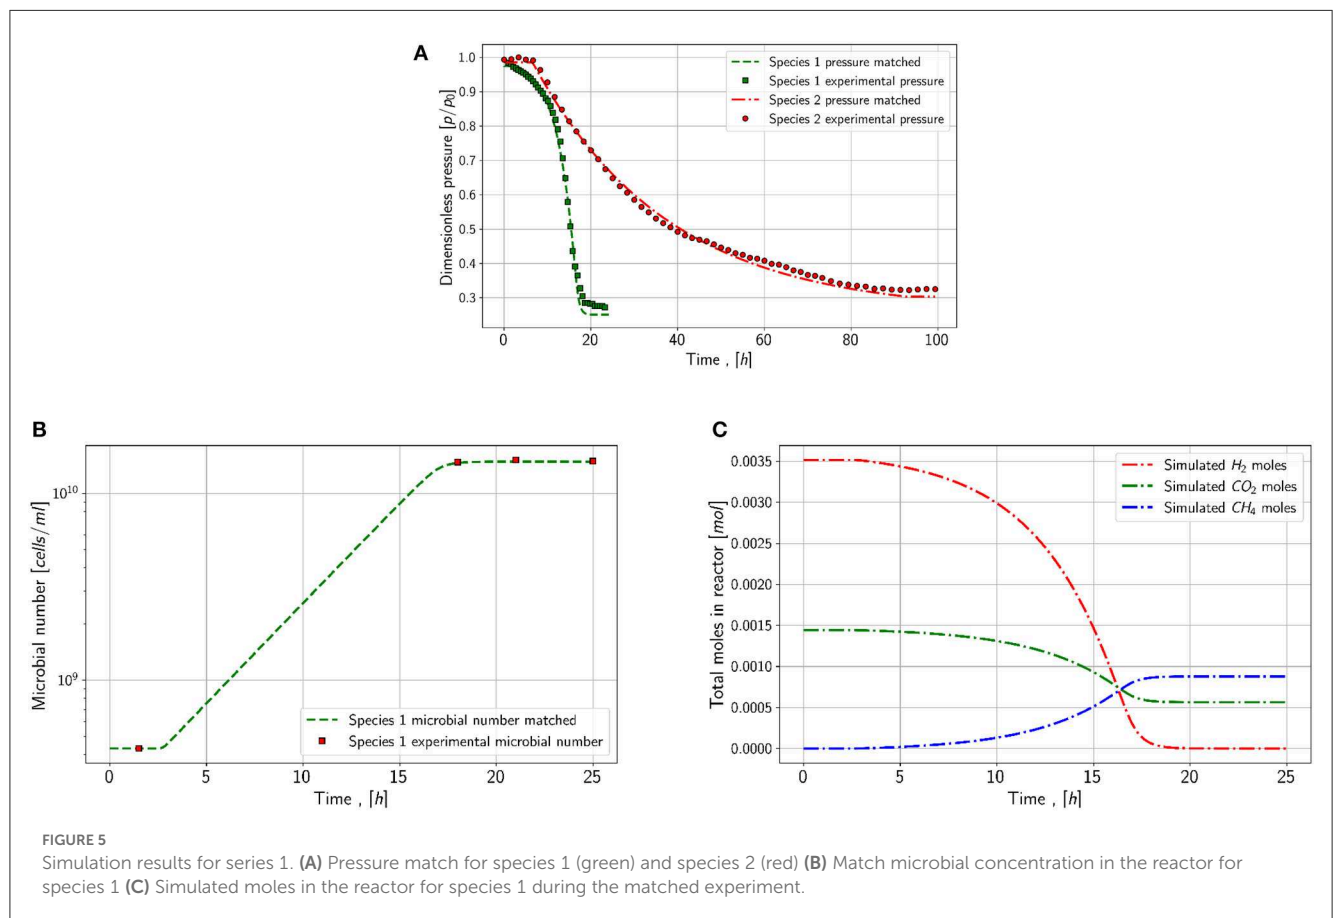 A
Dimensionless pressure [p/p₀]
1.0
0.9
0.8
0.7
0.6
0.5
0.4
0.3
0
20
40
60
80
100
Time , [h]
Species 1 pressure matched
Species 1 experimental pressure
Species 2 pressure matched
Species 2 experimental pressure
B
Microbial number [cells/ml]
10¹⁰
10⁹
0
5
10
15
20
25
Time , [h]
Species 1 microbial number matched
Species 1 experimental microbial number
C
Total moles in reactor [mol]
0.0035
0.0030
0.0025
0.0020
0.0015
0.0010
0.0005
0.0000
0
5
10
15
20
25
Time , [h]
Simulated H₂ moles
Simulated CO₂ moles
Simulated CH₄ moles
FIGURE 5
Simulation results for series 1. (A) Pressure match for species 1 (green) and species 2 (red) (B) Match microbial concentration in the reactor for
species 1 (C) Simulated moles in the reactor for species 1 during the matched experiment.